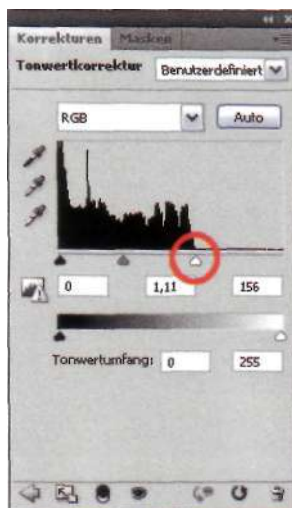 Korrekturen Masken
Tonwertkorrektur Benutzerdefiniert
RGB Auto
0 1,11 156
Tonwertumfang: 0 255